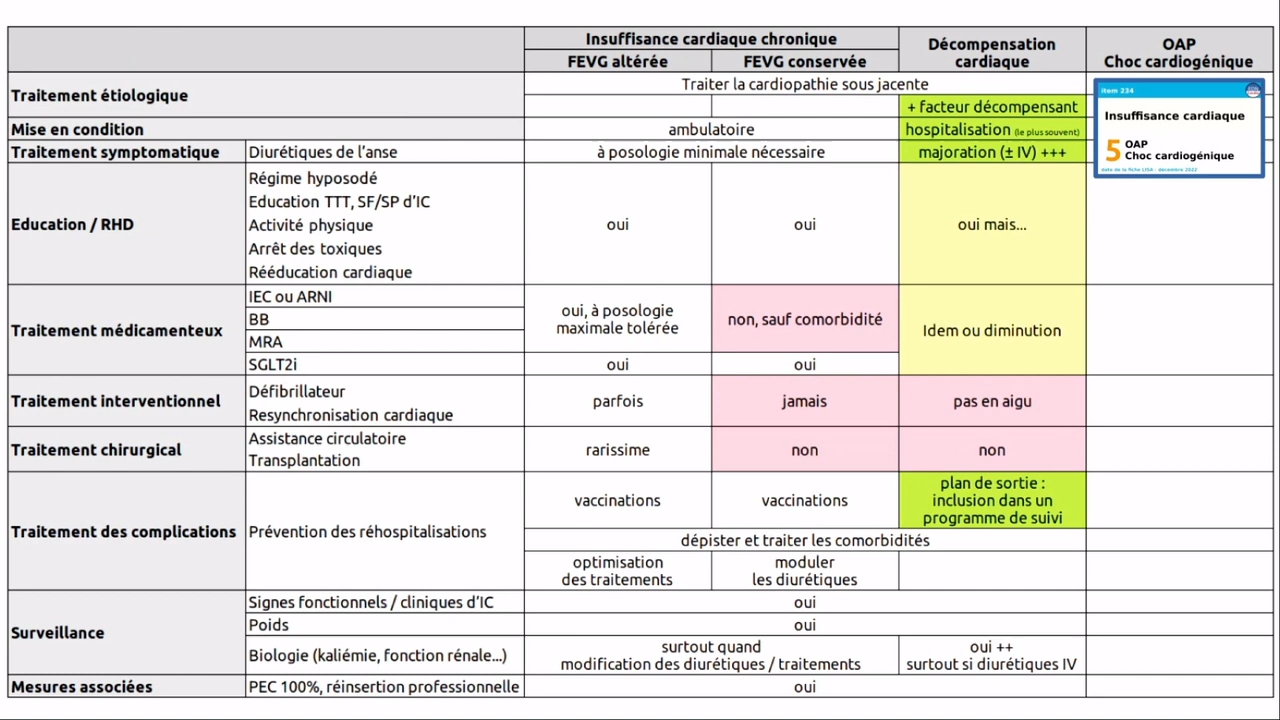 Insuffisance cardiaque chronique
Décompensation
cardiaque
OAP
Choc cardiogénique
FEVG altérée
FEVG conservée
Traitement étiologique
Traiter la cardiopathie sous jacente
+ facteur décompensant
item 234
Insuffisance cardiaque
5 OAP
Choc cardiogénique
date de la fiche LiSA : décembre 2022
Mise en condition
ambulatoire
hospitalisation (le plus souvent)
Traitement symptomatique
Diurétiques de l'anse
à posologie minimale nécessaire
majoration (± IV) +++
Education / RHD
Régime hyposodé
Education TTT, SF/SP d'IC
Activité physique
Arrêt des toxiques
Rééducation cardiaque
oui
oui
oui mais...
Traitement médicamenteux
IEC ou ARNI
BB
MRA
SGLT2i
oui, à posologie
maximale tolérée
non, sauf comorbidité
Idem ou diminution
oui
oui
Traitement interventionnel
Défibrillateur
Resynchronisation cardiaque
parfois
jamais
pas en aigu
Traitement chirurgical
Assistance circulatoire
Transplantation
rarissime
non
non
Traitement des complications
Prévention des réhospitalisations
vaccinations
vaccinations
plan de sortie :
inclusion dans un
programme de suivi
dépister et traiter les comorbidités
optimisation
des traitements
moduler
les diurétiques
Surveillance
Signes fonctionnels / cliniques d'IC
oui
Poids
oui
Biologie (kaliémie, fonction rénale...)
surtout quand
modification des diurétiques / traitements
oui ++
surtout si diurétiques IV
Mesures associées
PEC 100%, réinsertion professionnelle
oui